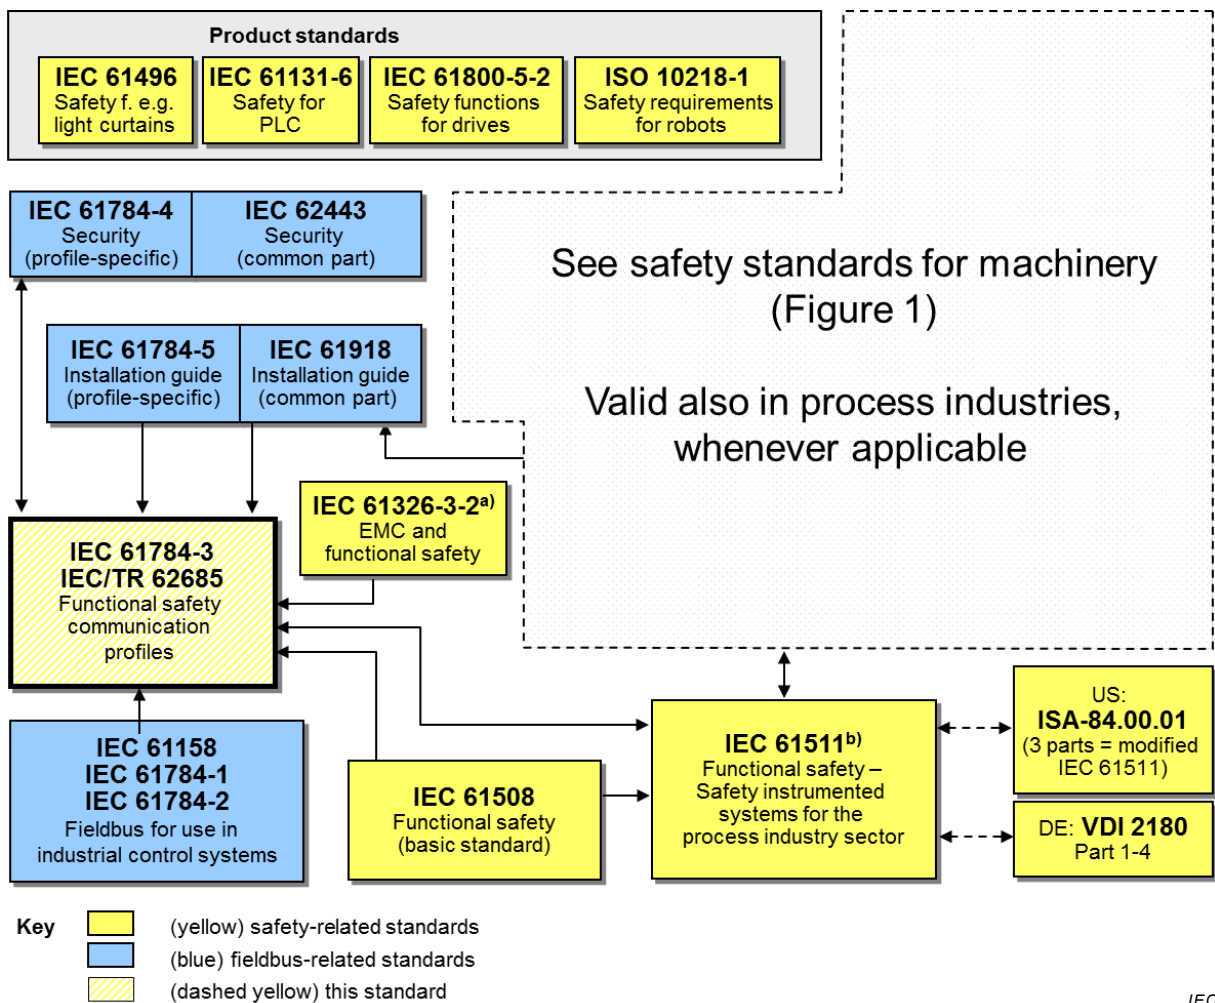 Product standards
IEC 61496
Safety f. e.g.
light curtains
IEC 61131-6
Safety for
PLC
IEC 61800-5-2
Safety functions
for drives
ISO 10218-1
Safety requirements
for robots
IEC 61784-4
Security
(profile-specific)
IEC 62443
Security
(common part)
See safety standards for machinery
(Figure 1)
Valid also in process industries,
whenever applicable
IEC 61784-5
Installation guide
(profile-specific)
IEC 61918
Installation guide
(common part)
IEC 61326-3-2a)
EMC and
functional safety
IEC 61784-3
IEC/TR 62685
Functional safety
communication
profiles
IEC 61158
IEC 61784-1
IEC 61784-2
Fieldbus for use in
industrial control systems
IEC 61508
Functional safety
(basic standard)
IEC 61511b)
Functional safety –
Safety instrumented
systems for the
process industry sector
US:
ISA-84.00.01
(3 parts = modified
IEC 61511)
DE: VDI 2180
Part 1-4
Key
(yellow) safety-related standards
(blue) fieldbus-related standards
(dashed yellow) this standard
IEC